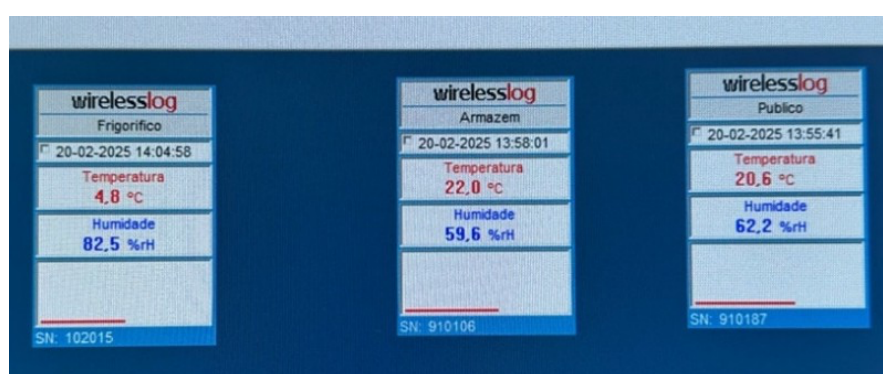 wirelesslog
Frigorifico
20-02-2025 14:04:58
Temperatura
4,8 °C
Humidade
82,5 %rH
SN: 102015
wirelesslog
Armazem
20-02-2025 13:58:01
Temperatura
22,0 °C
Humidade
59,6 %rH
SN: 910106
wirelesslog
Publico
20-02-2025 13:55:41
Temperatura
20,6 °C
Humidade
62,2 %rH
SN: 910187